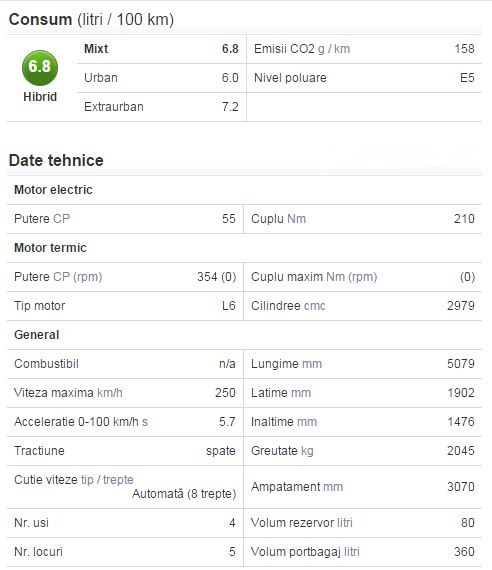 Consum (litri / 100 km)
6.8
Hibrid
Mixt 6.8 Emisii CO2 g / km 158
Urban 6.0 Nivel poluare E5
Extraurban 7.2
Date tehnice
Motor electric
Putere CP 55 Cuplu Nm 210
Motor termic
Putere CP (rpm) 354 (0) Cuplu maxim Nm (rpm) (0)
Tip motor L6 Cilindree cmc 2979
General
Combustibil n/a Lungime mm 5079
Viteza maxima km/h 250 Latime mm 1902
Acceleratie 0-100 km/h s 5.7 Inaltime mm 1476
Tractiune spate Greutate kg 2045
Cutie viteze tip / trepte
Automată (8 trepte) Ampatament mm 3070
Nr. usi 4 Volum rezervor litri 80
Nr. locuri 5 Volum portbagaj litri 360